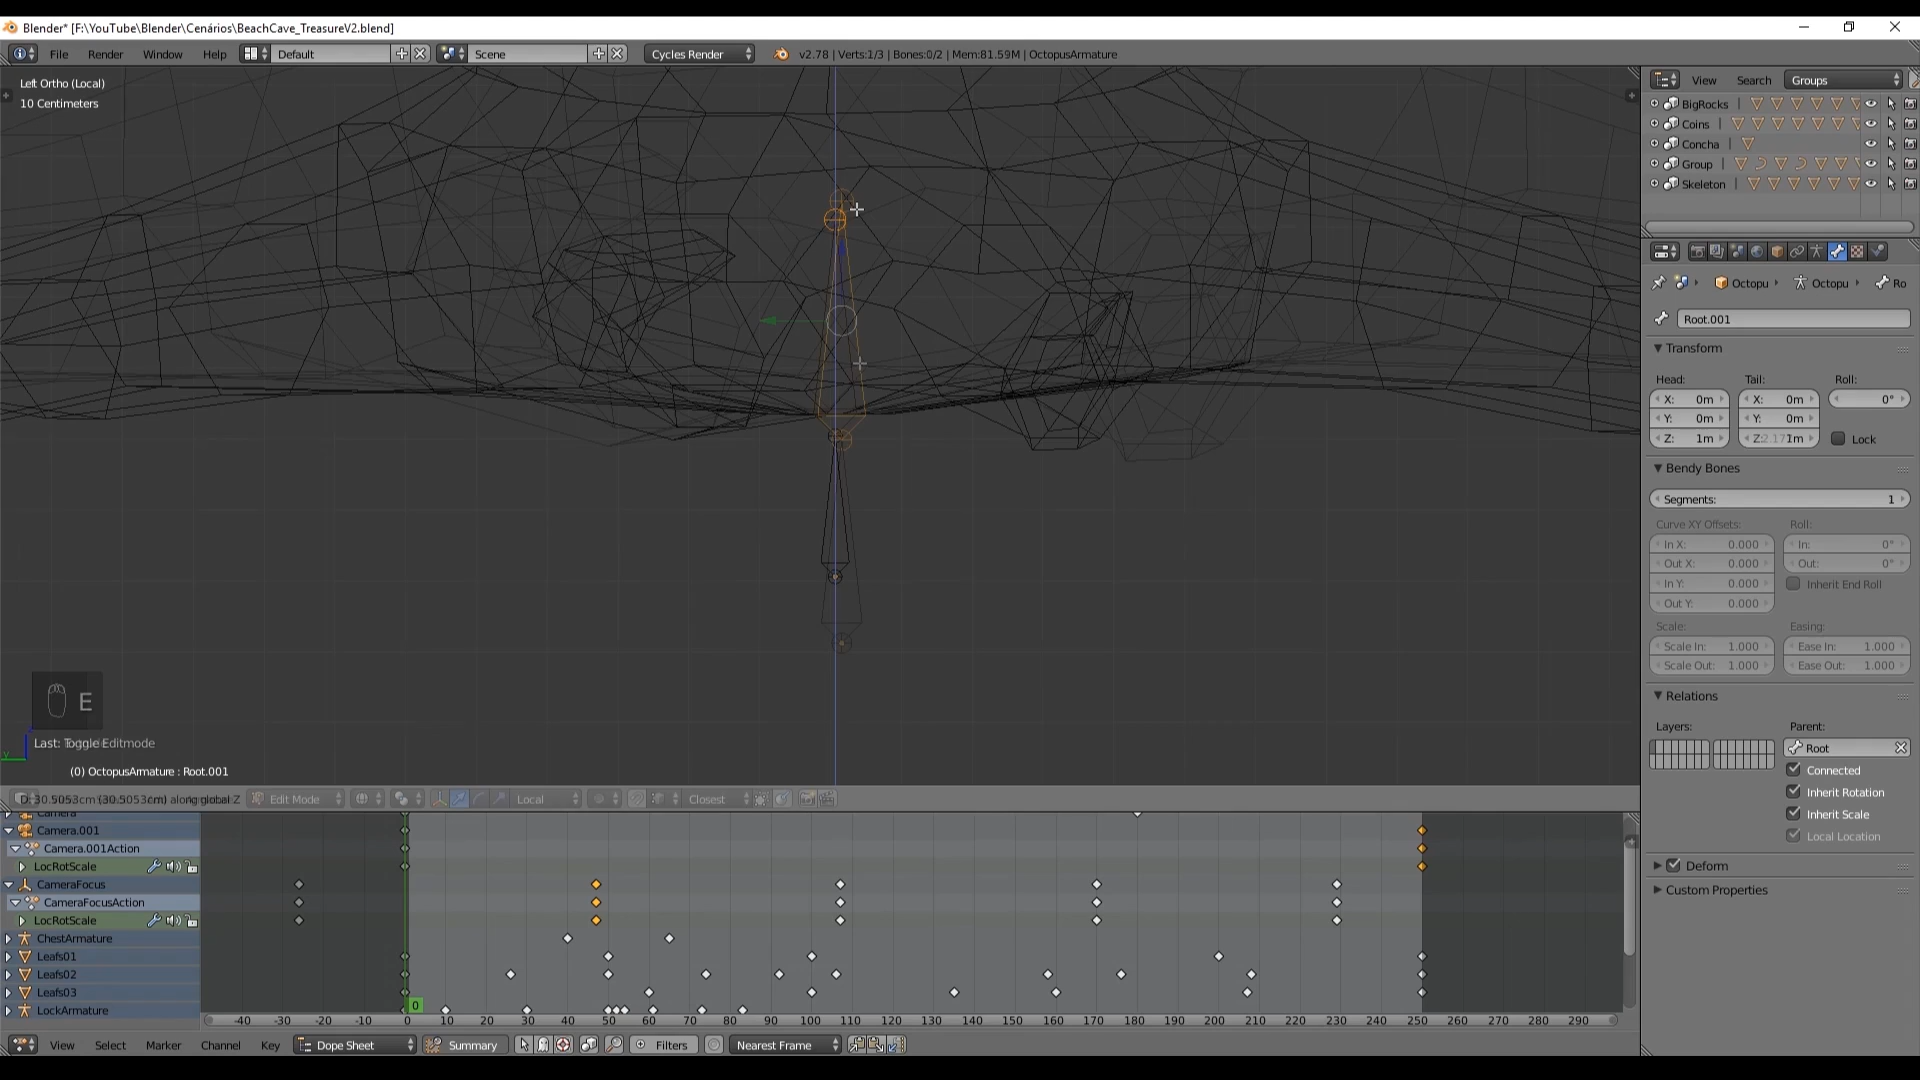 Blender* [F:\YouTube\Blender\Cenários\BeachCave_TreasureV2.blend]
File Render Window Help Default Scene Cycles Render v2.78 | Verts:1/3 | Bones:0/2 | Mem:81.59M | OctopusArmature
Left Ortho (Local)
10 Centimeters
View Search Groups
BigRocks
Coins
Concha
Group
Skeleton
Octopu Octopu Ro
Root.001
Transform
Head: Tail: Roll:
X: 0m X: 0m 0°
Y: 0m Y: 0m
Z: 1m Lock
Bendy Bones
Segments: 1
Curve XY Offsets: Roll:
In X: 0.000 In: 0°
Out X: 0.000 Out: 0°
In Y: 0.000 Inherit End Roll
Out Y: 0.000
Scale: Easing:
Scale In: 1.000 Ease In: 1.000
Scale Out: 1.000 Ease Out: 1.000
Relations
Layers: Parent:
Root
Connected
Inherit Rotation
Inherit Scale
Local Location
Deform
Custom Properties
E
Last: Toggle Editmode
(0) OctopusArmature : Root.001
D: 30.5053cm (30.5053cm) along global Z Edit Mode Local Closest
Camera
Camera.001
Camera.001Action
LocRotScale
CameraFocus
CameraFocusAction
LocRotScale
ChestArmature
Leafs01
Leafs02
Leafs03
LockArmature
0
-40 -30 -20 -10 0 10 20 30 40 50 60 70 80 90 100 110 120 130 140 150 160 170 180 190 200 210 220 230 240 250 260 270 280 290
View Select Marker Channel Key Dope Sheet Summary Filters Nearest Frame